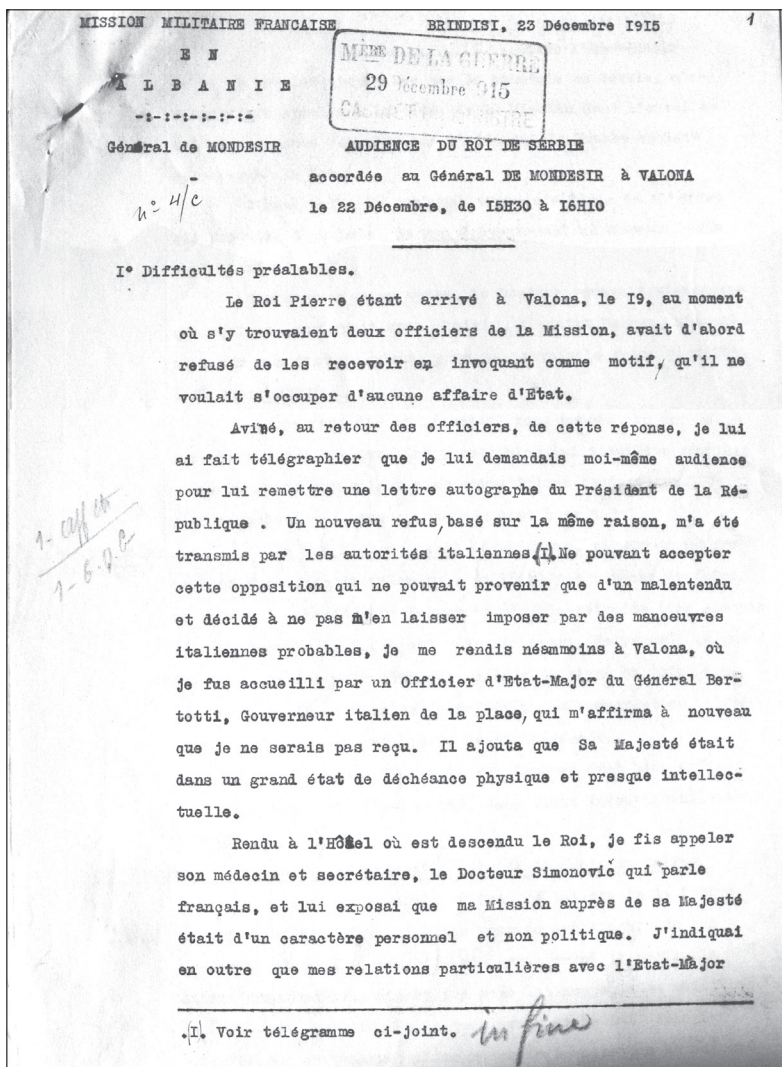 MISSION MILITAIRE FRANCAISE BRINDISI, 23 Décembre I9I5 1
E N
A L B A N I E
-:-:-:-:-:-:-
MÈRE DE LA GUERRE
29 Décembre 915
CABINET MINISTRE
Général de MONDESIR AUDIENCE DU ROI DE SERBIE
accordée au Général DE MONDESIR à VALONA
n° 4/c
le 22 Décembre, de I5H30 à I6HI0
I° Difficultés préalables.
Le Roi Pierre étant arrivé à Valona, le I9, au moment
où s'y trouvaient deux officiers de la Mission, avait d'abord
refusé de les recevoir en invoquant comme motif, qu'il ne
voulait s'occuper d'aucune affaire d'Etat.
Avisé, au retour des officiers, de cette réponse, je lui
ai fait télégraphier que je lui demandais moi-même audience
pour lui remettre une lettre autographe du Président de la Ré-
publique . Un nouveau refus, basé sur la même raison, m'a été
transmis par les autorités italiennes.(I). Ne pouvant accepter
cette opposition qui ne pouvait provenir que d'un malentendu
et décidé à ne pas m'en laisser imposer par des manoeuvres
italiennes probables, je me rendis néammoins à Valona, où
je fus accueilli par un Officier d'Etat-Major du Général Ber-
totti, Gouverneur italien de la place, qui m'affirma à nouveau
que je ne serais pas reçu. Il ajouta que Sa Majesté était
dans un grand état de déchéance physique et presque intellec-
tuelle.
Rendu à l'Hôtel où est descendu le Roi, je fis appeler
son médecin et secrétaire, le Docteur Simonović qui parle
français, et lui exposai que ma Mission auprès de sa Majesté
était d'un caractère personnel et non politique. J'indiquai
en outre que mes relations particulières avec l'Etat-Major
.(I). Voir télégramme ci-joint. in fine